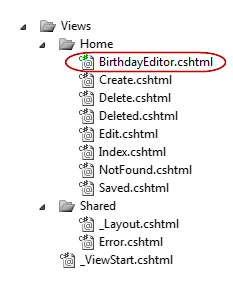 Views
Home
BirthdayEditor.cshtml
Create.cshtml
Delete.cshtml
Deleted.cshtml
Edit.cshtml
Index.cshtml
NotFound.cshtml
Saved.cshtml
Shared
_Layout.cshtml
Error.cshtml
_ViewStart.cshtml